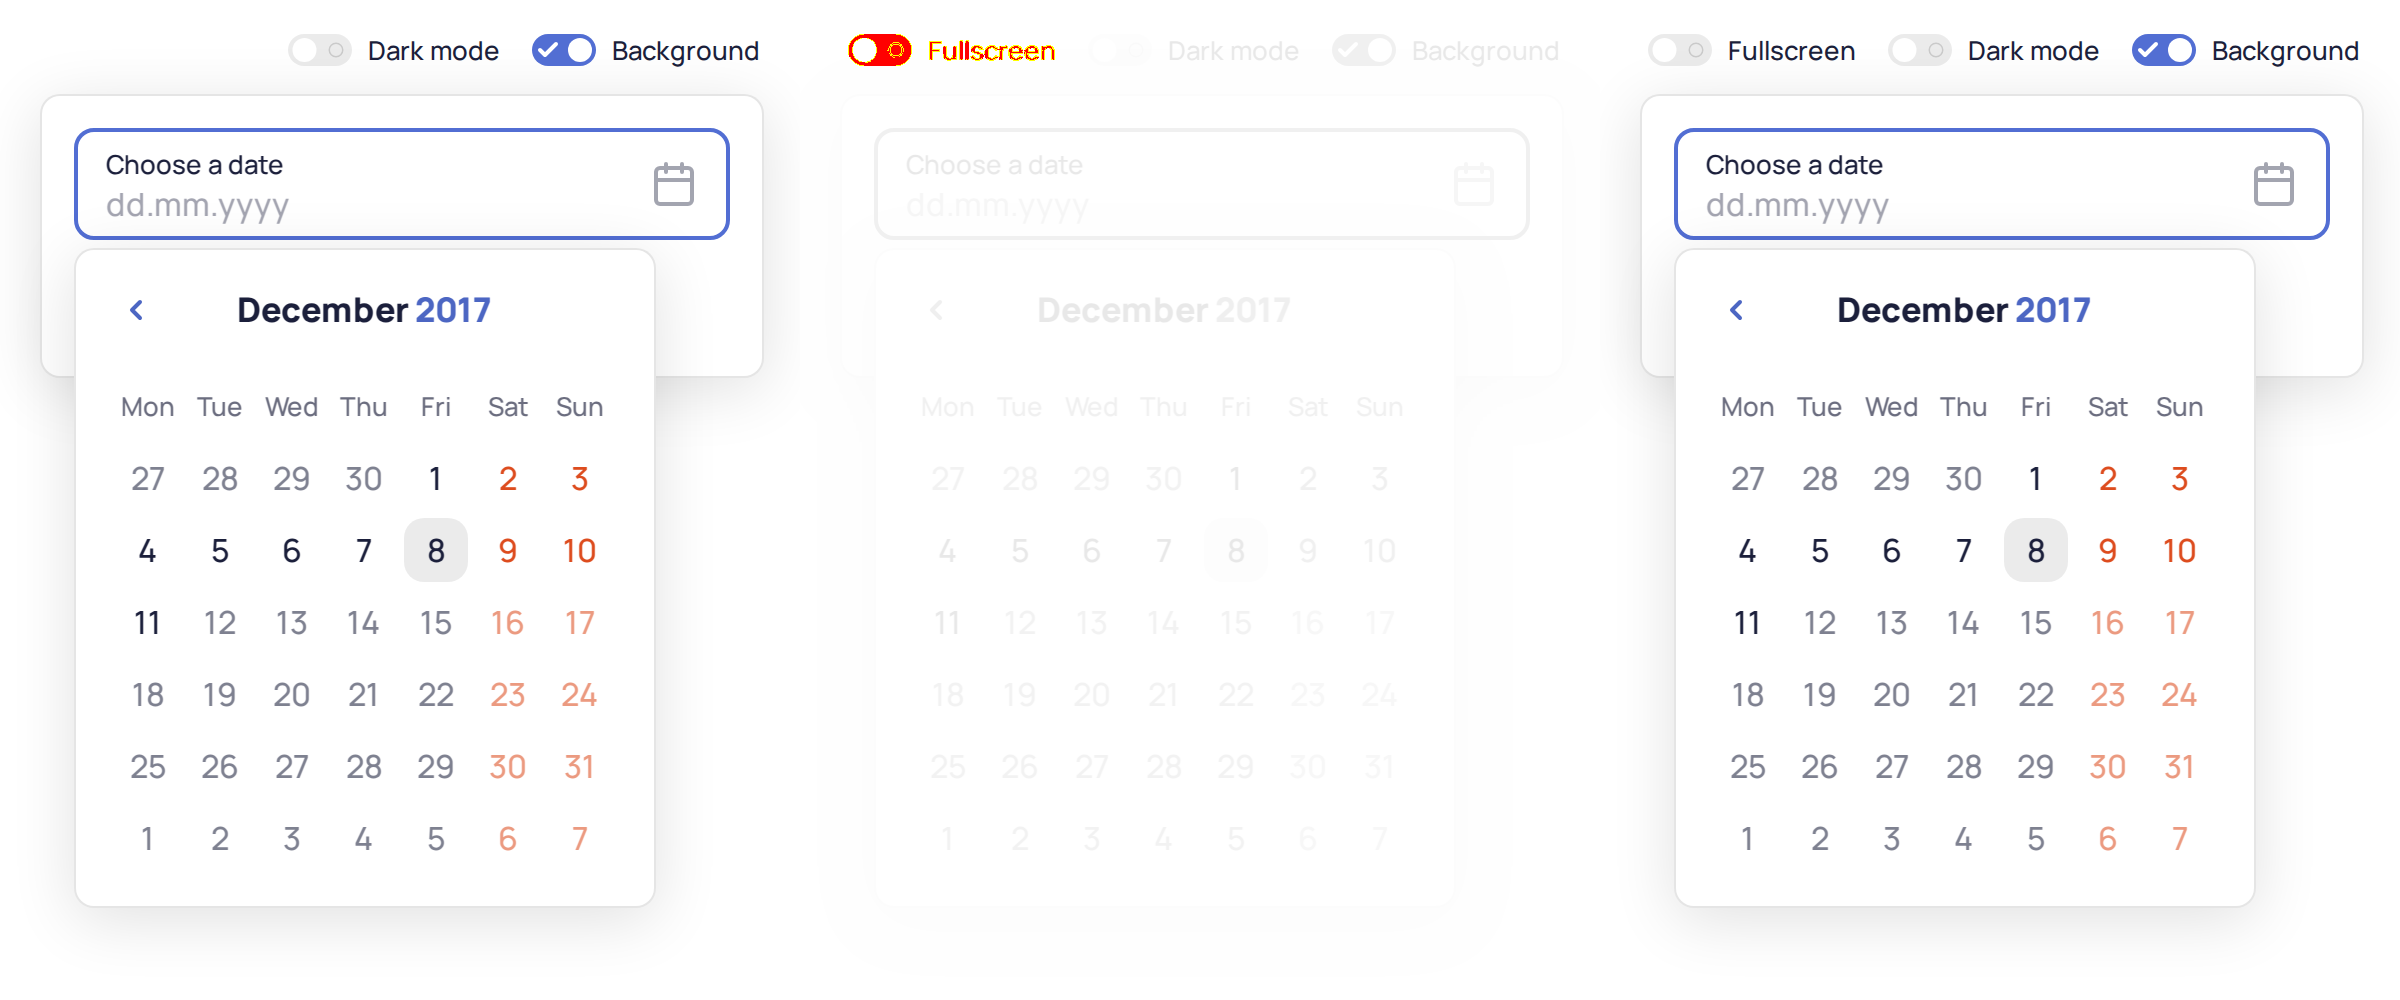 Dark mode Background
Choose a date
dd.mm.yyyy
December 2017
Mon Tue Wed Thu Fri Sat Sun
27 28 29 30 1 2 3
4 5 6 7 8 9 10
11 12 13 14 15 16 17
18 19 20 21 22 23 24
25 26 27 28 29 30 31
1 2 3 4 5 6 7
Fullscreen Dark mode Background
Choose a date
dd.mm.yyyy
December 2017
Mon Tue Wed Thu Fri Sat Sun
27 28 29 30 1 2 3
4 5 6 7 8 9 10
11 12 13 14 15 16 17
18 19 20 21 22 23 24
25 26 27 28 29 30 31
1 2 3 4 5 6 7
Fullscreen Dark mode Background
Choose a date
dd.mm.yyyy
December 2017
Mon Tue Wed Thu Fri Sat Sun
27 28 29 30 1 2 3
4 5 6 7 8 9 10
11 12 13 14 15 16 17
18 19 20 21 22 23 24
25 26 27 28 29 30 31
1 2 3 4 5 6 7